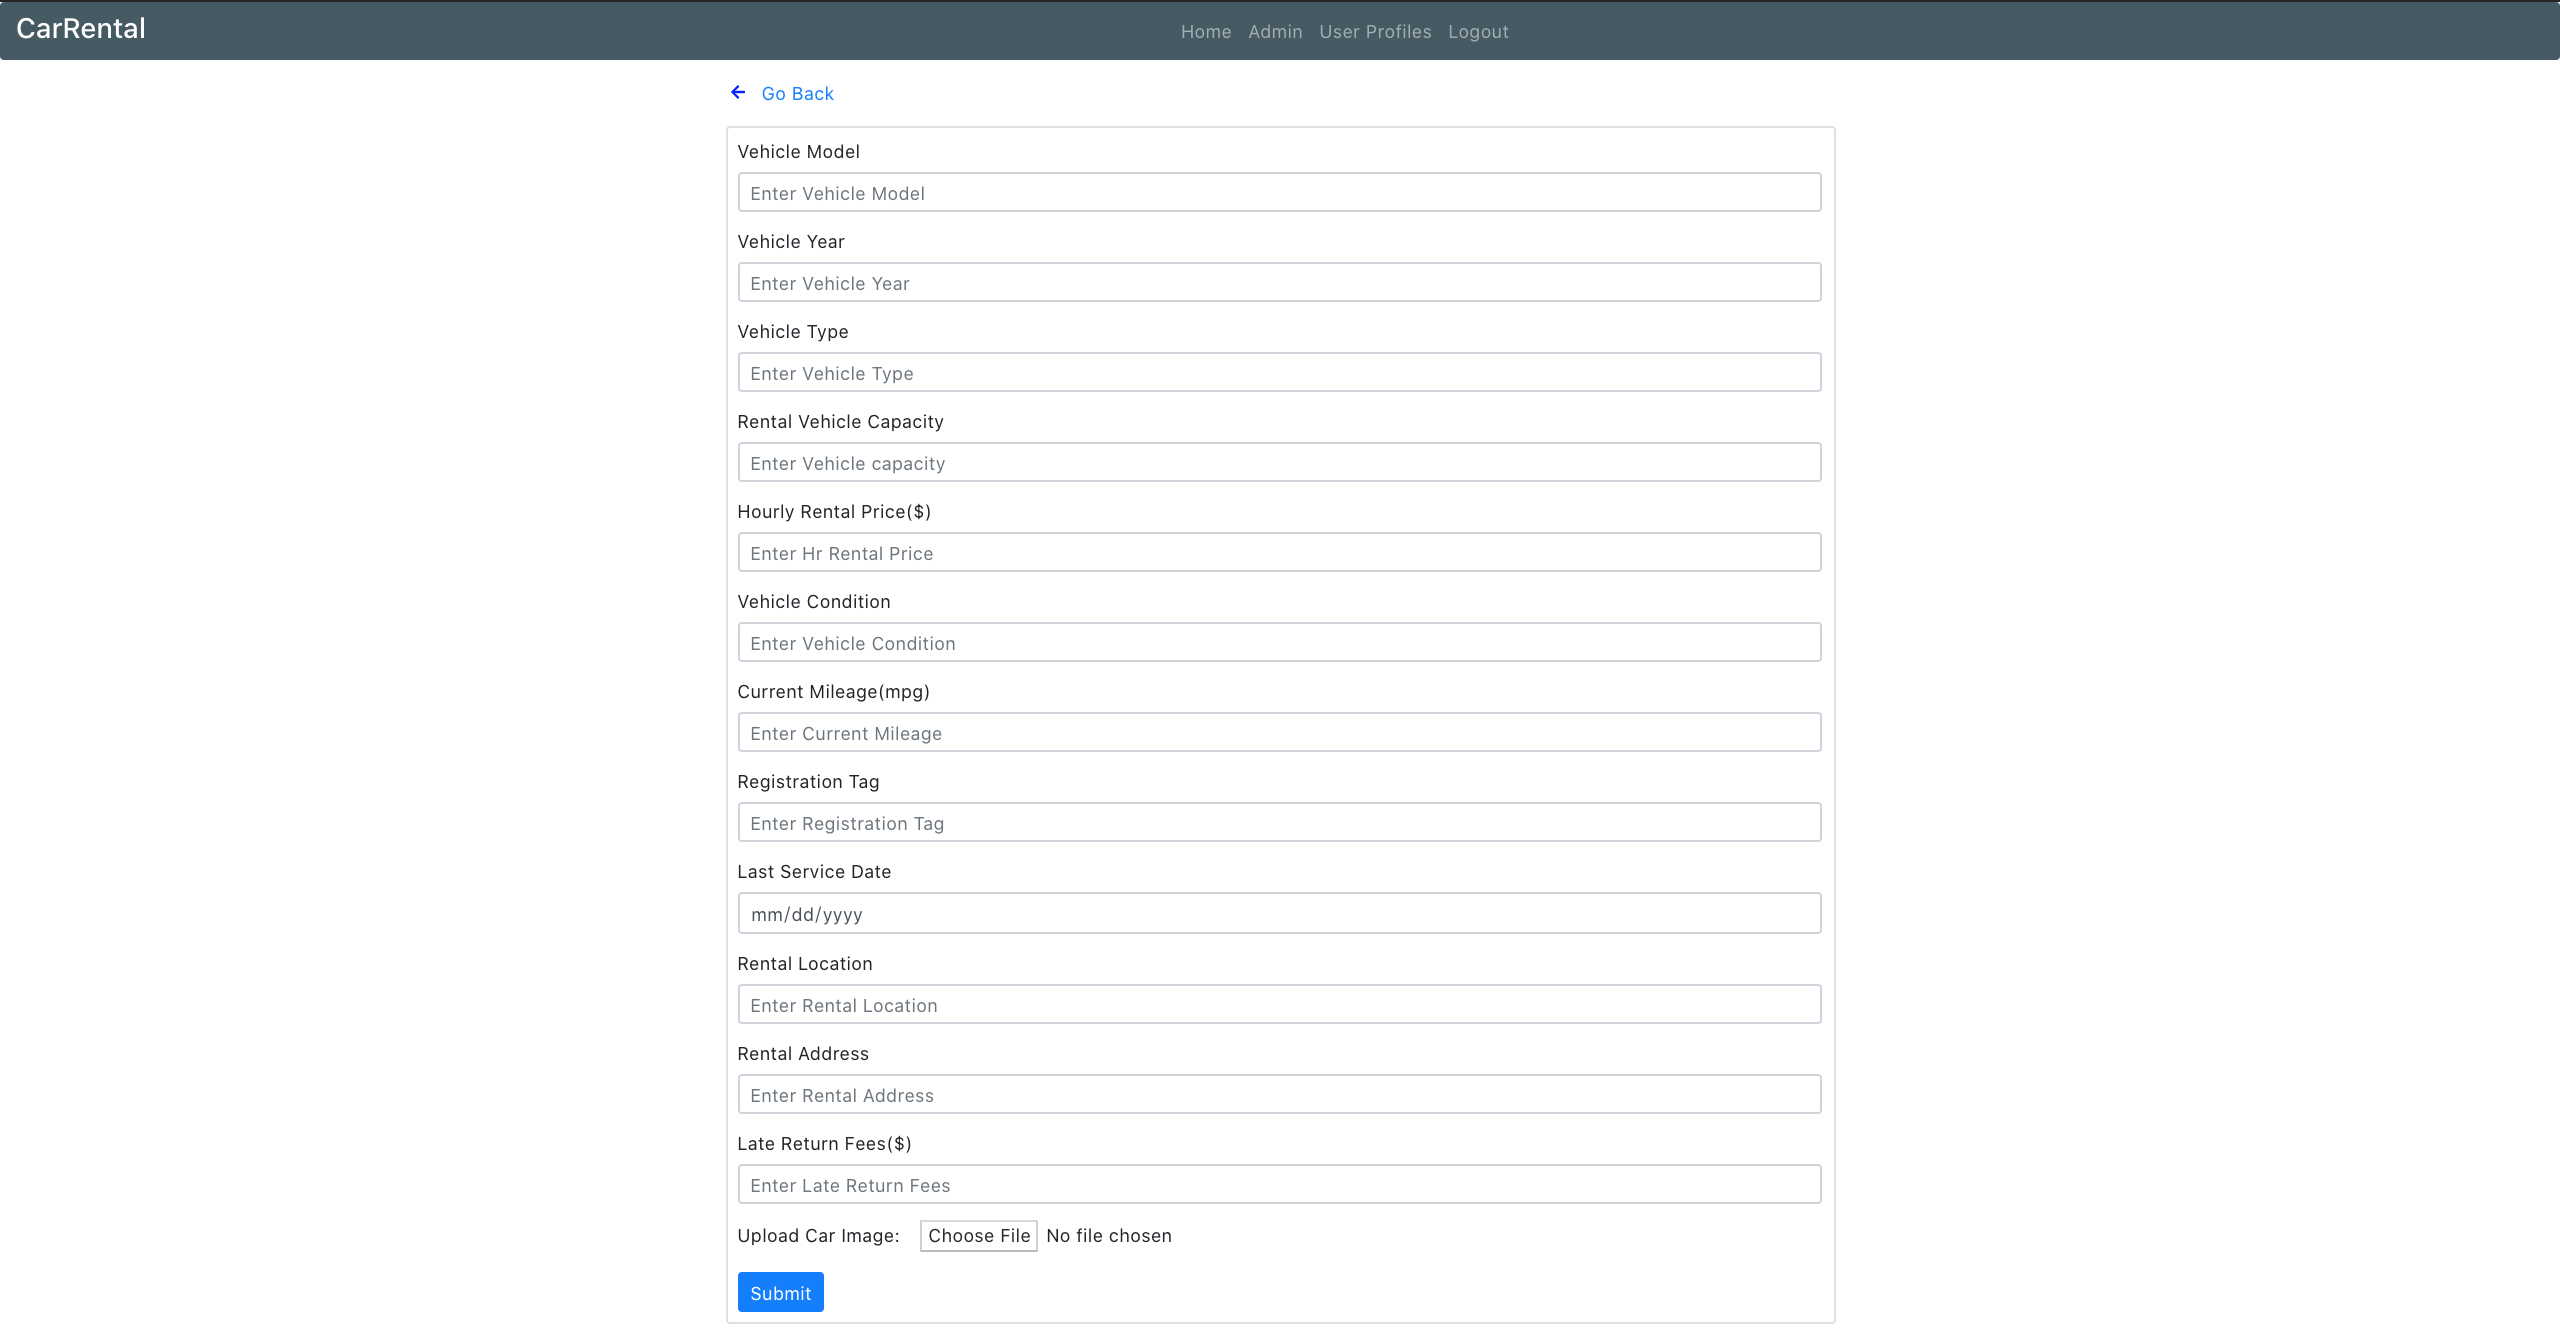 CarRental
Home Admin User Profiles Logout
Go Back
Vehicle Model
Enter Vehicle Model
Vehicle Year
Enter Vehicle Year
Vehicle Type
Enter Vehicle Type
Rental Vehicle Capacity
Enter Vehicle capacity
Hourly Rental Price($)
Enter Hr Rental Price
Vehicle Condition
Enter Vehicle Condition
Current Mileage(mpg)
Enter Current Mileage
Registration Tag
Enter Registration Tag
Last Service Date
mm/dd/yyyy
Rental Location
Enter Rental Location
Rental Address
Enter Rental Address
Late Return Fees($)
Enter Late Return Fees
Upload Car Image: Choose File No file chosen
Submit